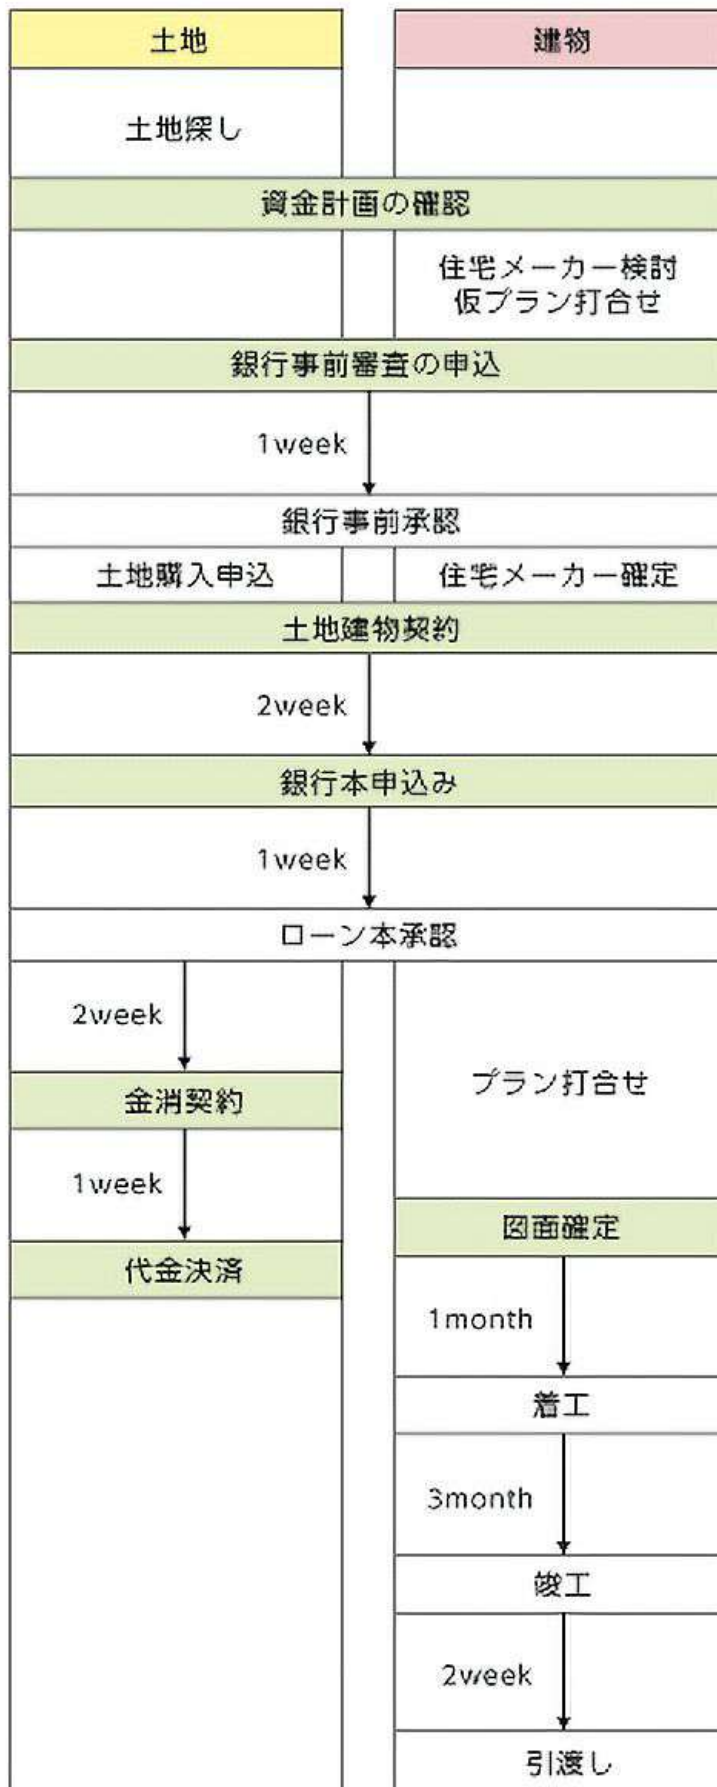 土地
建物
土地探し
資金計画の確認
住宅メーカー検討
仮プラン打合せ
銀行事前審査の申込
1week
銀行事前承認
土地購入申込
住宅メーカー確定
土地建物契約
2week
銀行本申込み
1week
ローン本承認
2week
プラン打合せ
金消契約
1week
図面確定
代金決済
1month
着工
3month
竣工
2week
引渡し